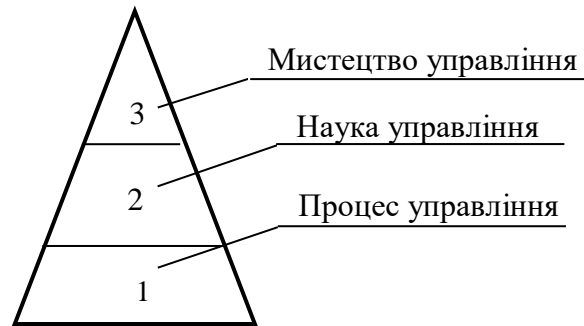 Мистецтво управління
3
Наука управління
2
Процес управління
1